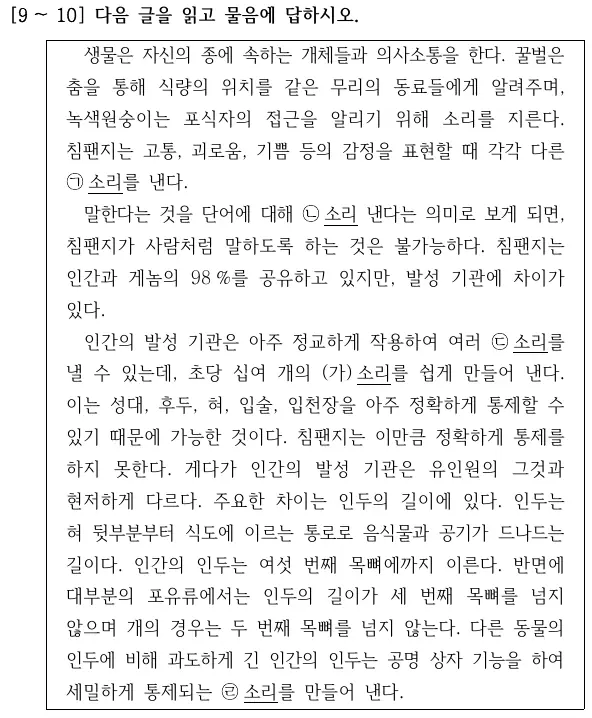 [9 ~ 10] 다음 글을 읽고 물음에 답하시오.
생물은 자신의 종에 속하는 개체들과 의사소통을 한다. 꿀벌은
춤을 통해 식량의 위치를 같은 무리의 동료들에게 알려주며,
녹색원숭이는 포식자의 접근을 알리기 위해 소리를 지른다.
침팬지는 고통, 괴로움, 기쁨 등의 감정을 표현할 때 각각 다른
㉠ 소리를 낸다.
말한다는 것을 단어에 대해 ㉡ 소리 낸다는 의미로 보게 되면,
침팬지가 사람처럼 말하도록 하는 것은 불가능하다. 침팬지는
인간과 게놈의 98 %를 공유하고 있지만, 발성 기관에 차이가
있다.
인간의 발성 기관은 아주 정교하게 작용하여 여러 ㉢ 소리를
낼 수 있는데, 초당 십여 개의 (가) 소리를 쉽게 만들어 낸다.
이는 성대, 후두, 혀, 입술, 입천장을 아주 정확하게 통제할 수
있기 때문에 가능한 것이다. 침팬지는 이만큼 정확하게 통제를
하지 못한다. 게다가 인간의 발성 기관은 유인원의 그것과
현저하게 다르다. 주요한 차이는 인두의 길이에 있다. 인두는
혀 뒷부분부터 식도에 이르는 통로로 음식물과 공기가 드나드는
길이다. 인간의 인두는 여섯 번째 목뼈에까지 이른다. 반면에
대부분의 포유류에서는 인두의 길이가 세 번째 목뼈를 넘지
않으며 개의 경우는 두 번째 목뼈를 넘지 않는다. 다른 동물의
인두에 비해 과도하게 긴 인간의 인두는 공명 상자 기능을 하여
세밀하게 통제되는 ㉣ 소리를 만들어 낸다.